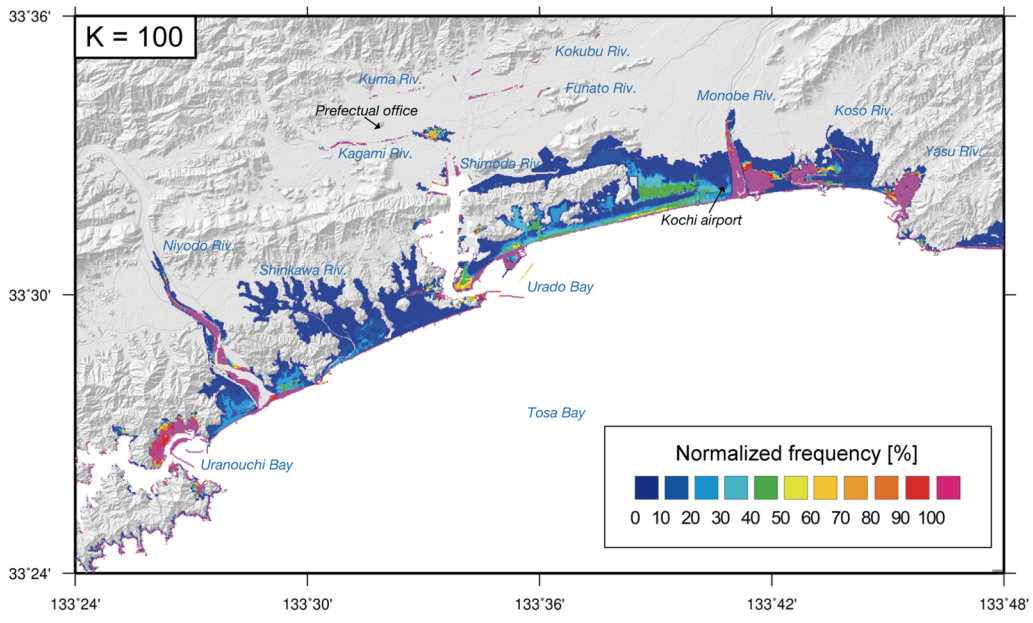 33˚36'
K = 100
Kokubu Riv.
Kuma Riv.
Funato Riv.
Monobe Riv.
Prefectual office
Koso Riv.
Kagami Riv.
Shimoda Riv.
Yasu Riv.
Kochi airport
Niyodo Riv.
Shinkawa Riv.
Urado Bay
33˚30'
Tosa Bay
Normalized frequency [%]
Uranouchi Bay
0 10 20 30 40 50 60 70 80 90 100
33˚24'
133˚24' 133˚30' 133˚36' 133˚42' 133˚48'